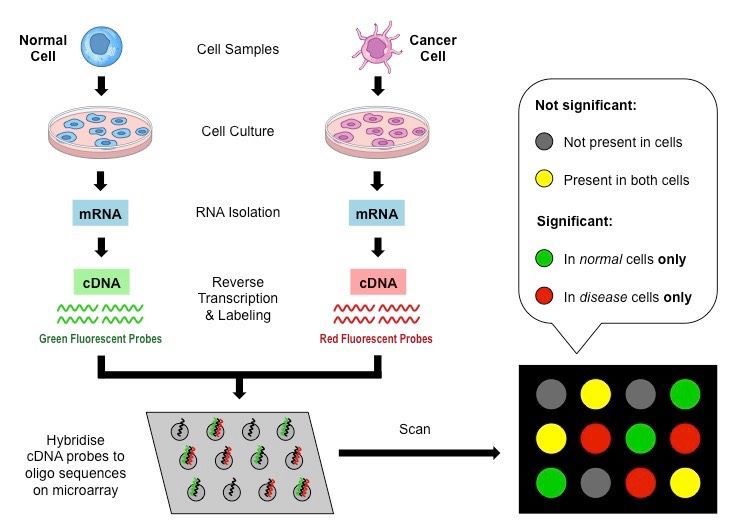 Normal
Cell
Cell Samples
Cancer
Cell
Cell Culture
mRNA
RNA Isolation
mRNA
cDNA
Reverse
Transcription
& Labeling
cDNA
Green Fluorescent Probes
Red Fluorescent Probes
Hybridise
cDNA probes to
oligo sequences
on microarray
Scan
Not significant:
Not present in cells
Present in both cells
Significant:
In normal cells only
In disease cells only